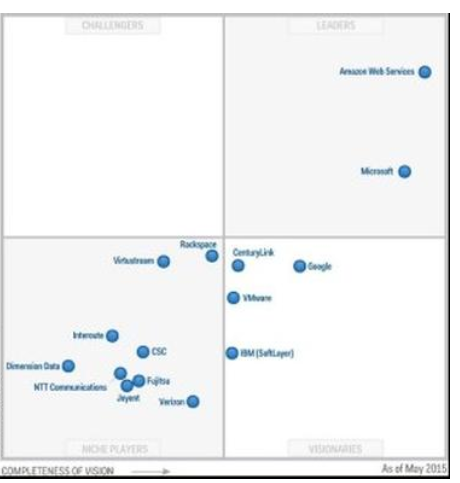 CHALLENGERS
LEADERS
Amazon Web Services
Microsoft
Rackspace
CenturyLink
Virtustream
Google
VMware
Interoute
CSC
IBM (SoftLayer)
Dimension Data
Fujitsu
NTT Communications
Joyent
Verizon
NICHE PLAYERS
VISIONARIES
COMPLETENESS OF VISION
As of May 2015